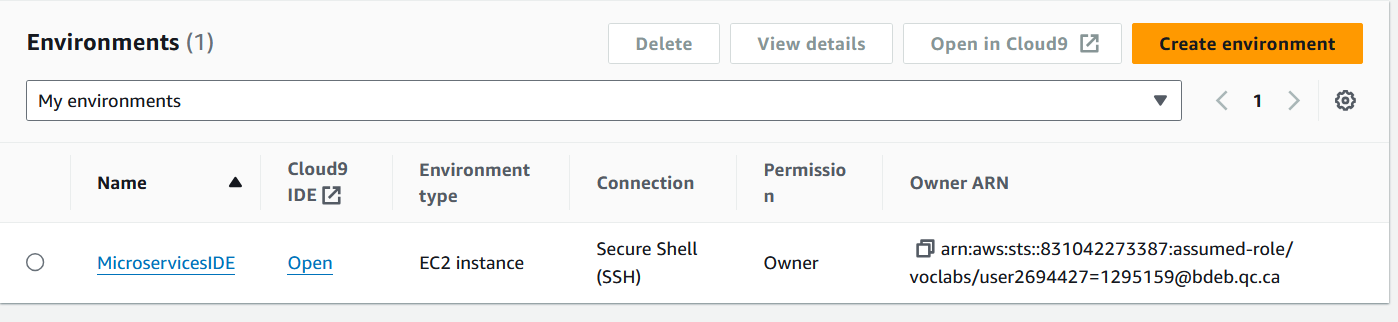 Environments (1)
Delete
View details
Open in Cloud9
Create environment
My environments
1
Name
Cloud9
IDE
Environment
type
Connection
Permissio
n
Owner ARN
MicroservicesIDE
Open
EC2 instance
Secure Shell
(SSH)
Owner
arn:aws:sts::831042273387:assumed-role/
voclabs/user2694427=1295159@bdeb.qc.ca